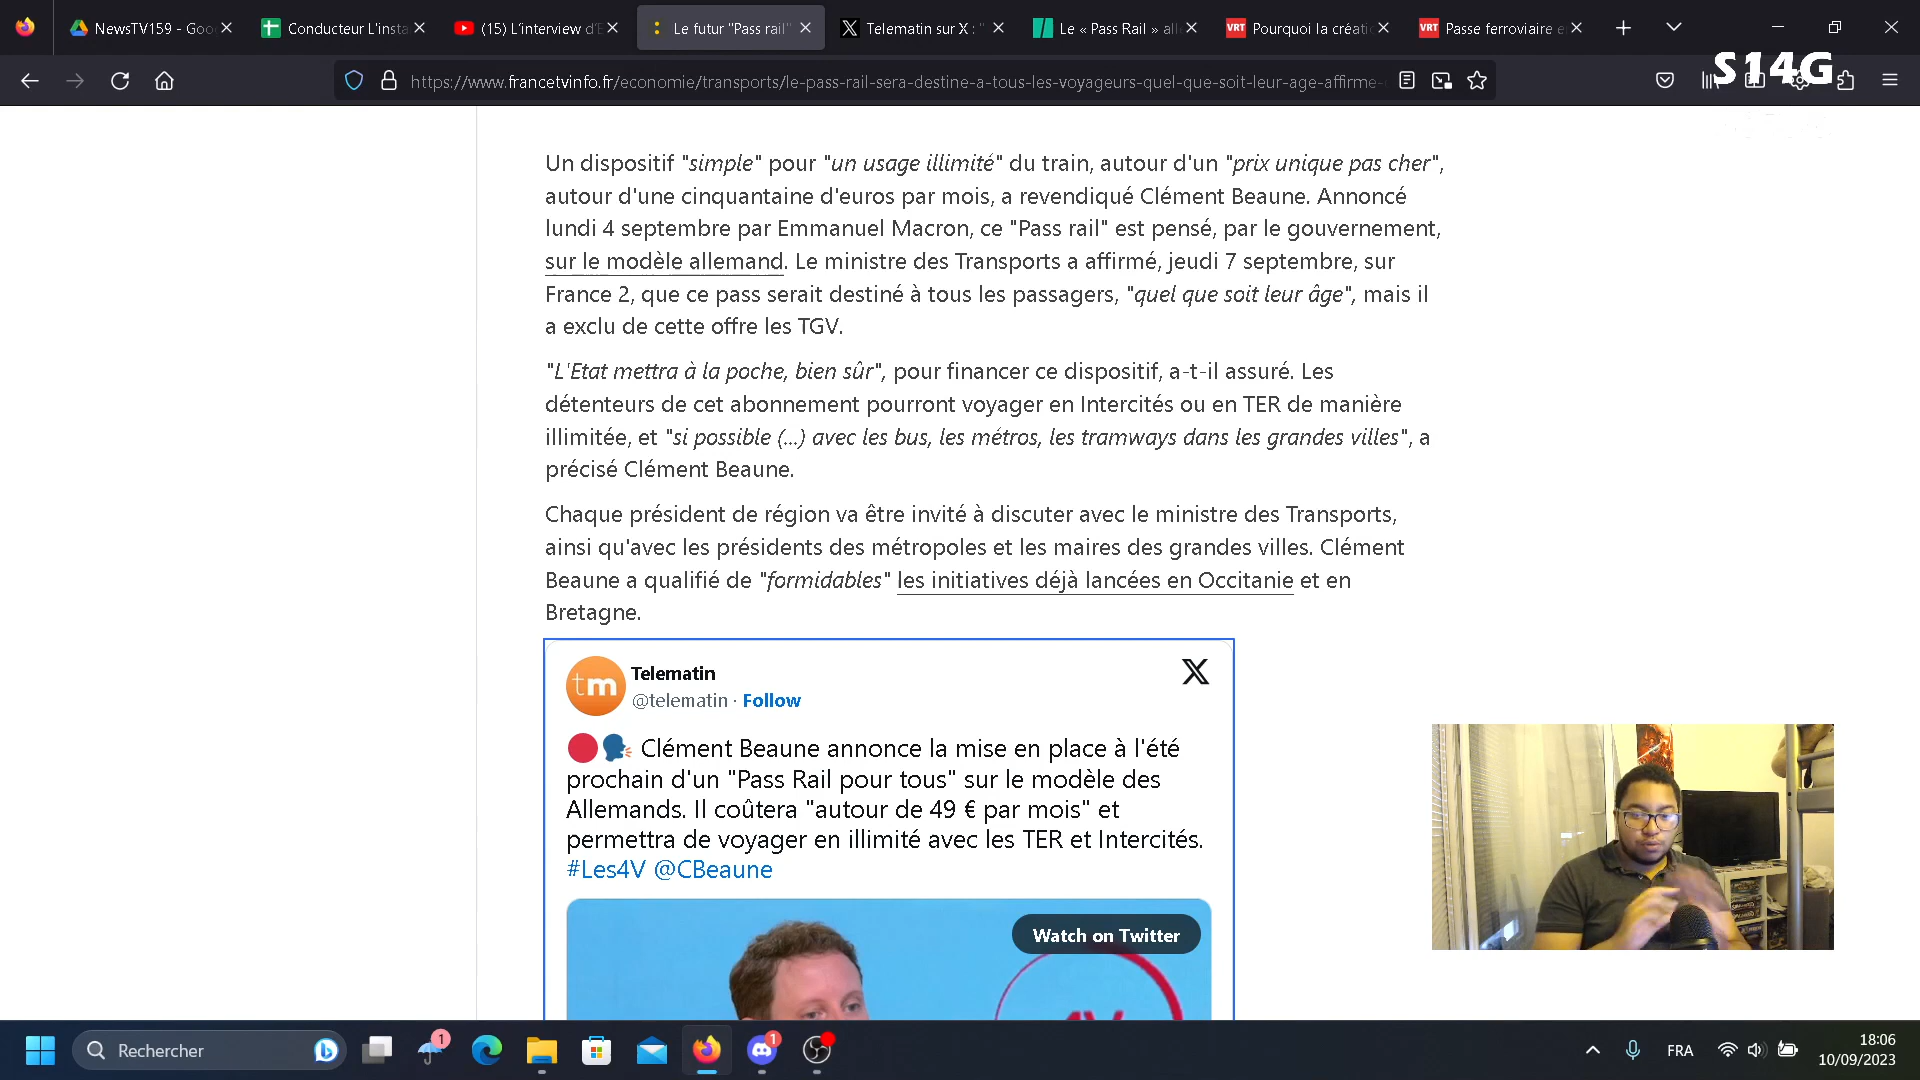 NewsTV159 - Goo
Conducteur L'insta
(15) L'interview d'E
Le futur "Pass rail"
Telematin sur X : "
Le « Pass Rail » all
VRT
Pourquoi la créati
VRT
Passe ferroviaire e
https://www.francetvinfo.fr/economie/transports/le-pass-rail-sera-destine-a-tous-les-voyageurs-quel-que-soit-leur-age-affirme-
S14G
Un dispositif "simple" pour "un usage illimité" du train, autour d'un "prix unique pas cher",
autour d'une cinquantaine d'euros par mois, a revendiqué Clément Beaune. Annoncé
lundi 4 septembre par Emmanuel Macron, ce "Pass rail" est pensé, par le gouvernement,
sur le modèle allemand. Le ministre des Transports a affirmé, jeudi 7 septembre, sur
France 2, que ce pass serait destiné à tous les passagers, "quel que soit leur âge", mais il
a exclu de cette offre les TGV.
"L'Etat mettra à la poche, bien sûr", pour financer ce dispositif, a-t-il assuré. Les
détenteurs de cet abonnement pourront voyager en Intercités ou en TER de manière
illimitée, et "si possible (...) avec les bus, les métros, les tramways dans les grandes villes", a
précisé Clément Beaune.
Chaque président de région va être invité à discuter avec le ministre des Transports,
ainsi qu'avec les présidents des métropoles et les maires des grandes villes. Clément
Beaune a qualifié de "formidables" les initiatives déjà lancées en Occitanie et en
Bretagne.
tm
Telematin
@telematin · Follow
🔴🗣️ Clément Beaune annonce la mise en place à l'été
prochain d'un "Pass Rail pour tous" sur le modèle des
Allemands. Il coûtera "autour de 49 € par mois" et
permettra de voyager en illimité avec les TER et Intercités.
#Les4V @CBeaune
Watch on Twitter
4V
Rechercher
1
1
FRA
18:06
10/09/2023